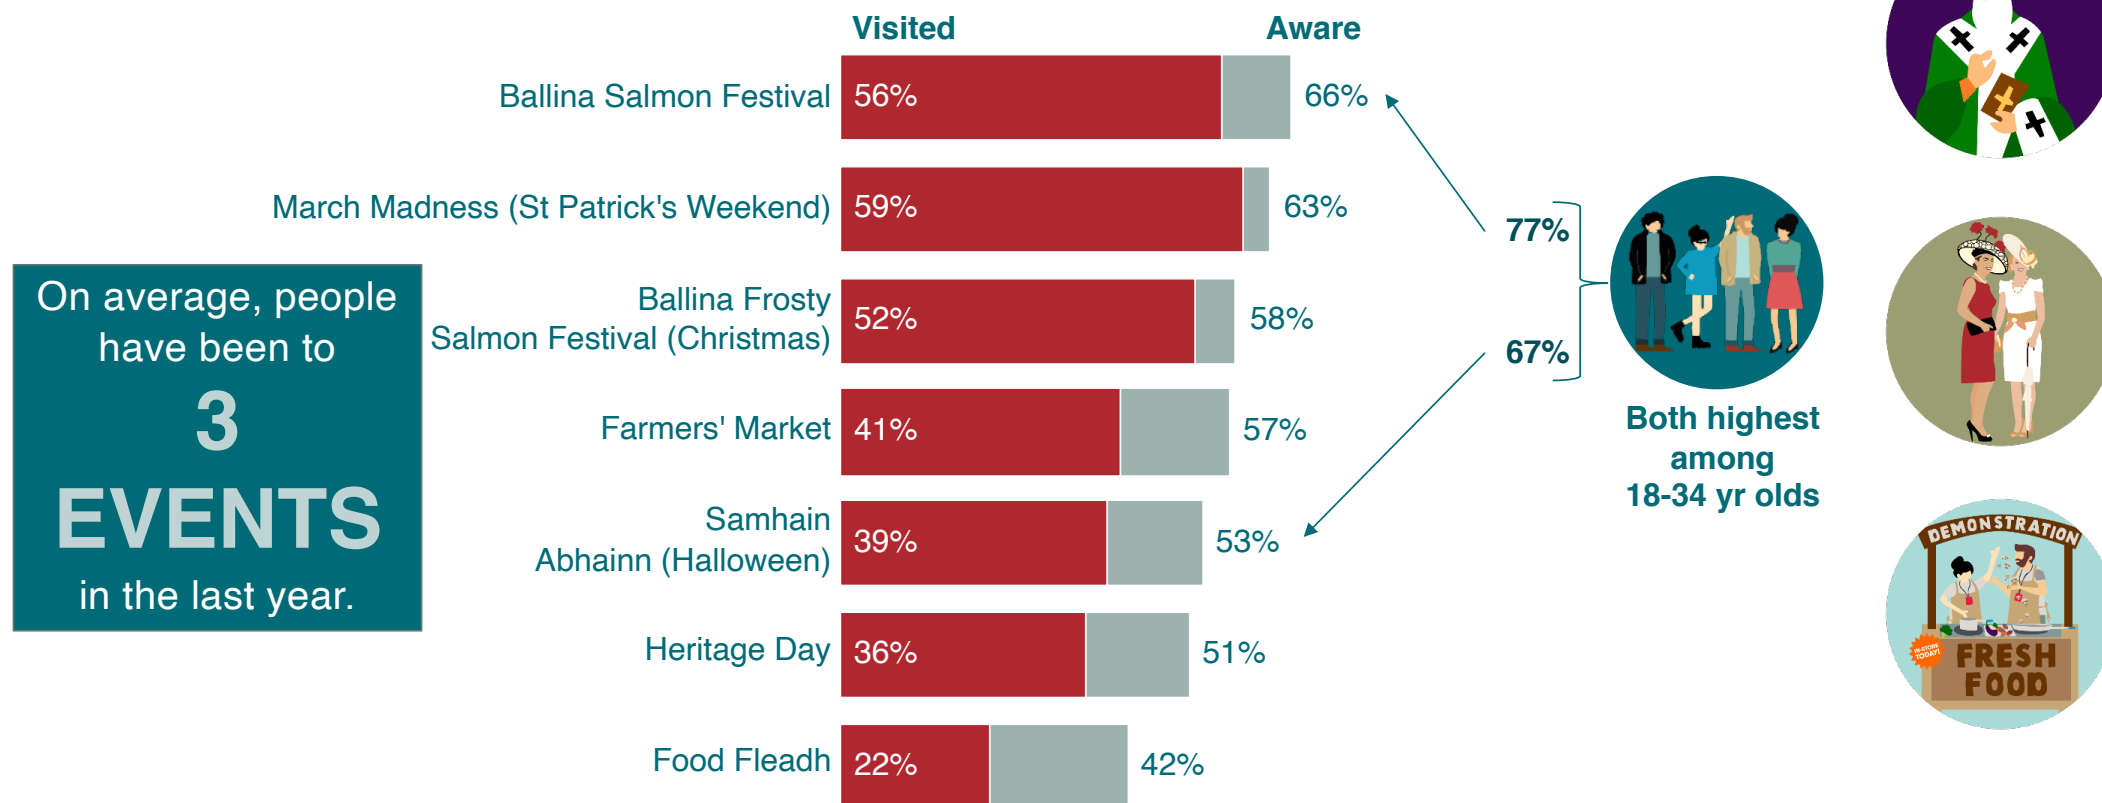 Visited
Aware
Ballina Salmon Festival
56%
66%
March Madness (St Patrick's Weekend)
59%
63%
Ballina Frosty
Salmon Festival (Christmas)
52%
58%
Farmers' Market
41%
57%
Samhain
Abhainn (Halloween)
39%
53%
Heritage Day
36%
51%
Food Fleadh
22%
42%
On average, people
have been to
3
EVENTS
in the last year.
77%
67%
Both highest
among
18-34 yr olds
DEMONSTRATION
IN-STORE
TODAY!
FRESH
FOOD